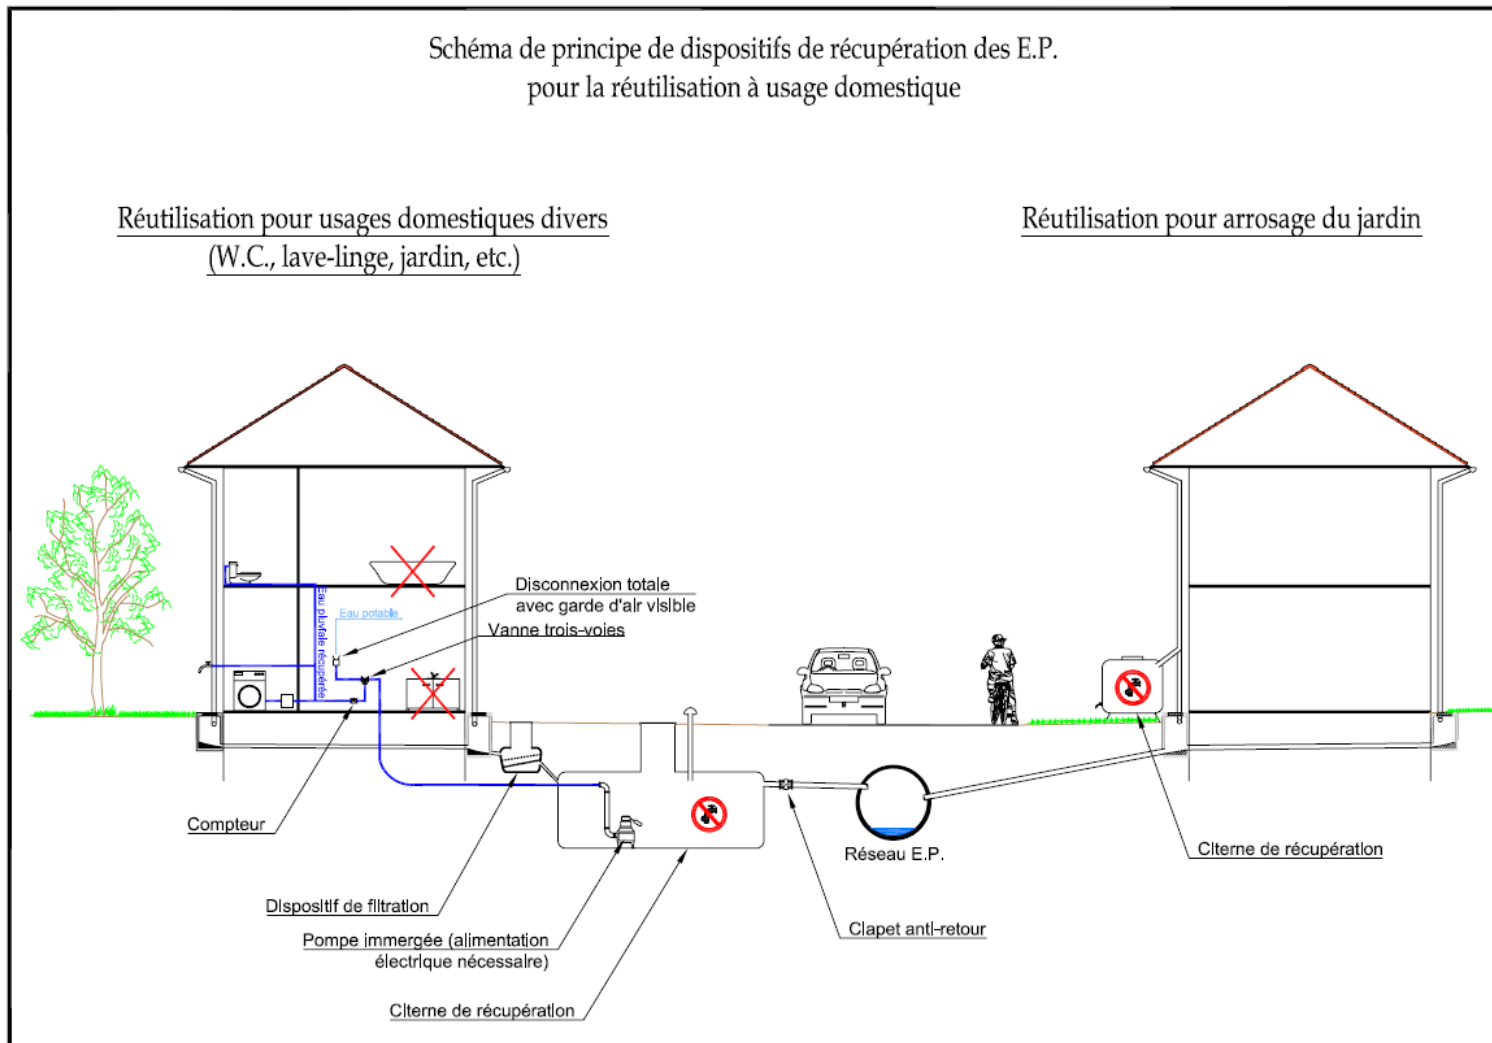 Schéma de principe de dispositifs de récupération des E.P.
pour la réutilisation à usage domestique
Réutilisation pour usages domestiques divers
(W.C., lave-linge, jardin, etc.)
Réutilisation pour arrosage du jardin
Disconnexion totale
avec garde d'air visible
Vanne trois-voies
Eau potable
Eau pluviale récupérée
Compteur
Dispositif de filtration
Pompe immergée (alimentation
électrique nécessaire)
Citerne de récupération
Réseau E.P.
Clapet anti-retour
Citerne de récupération